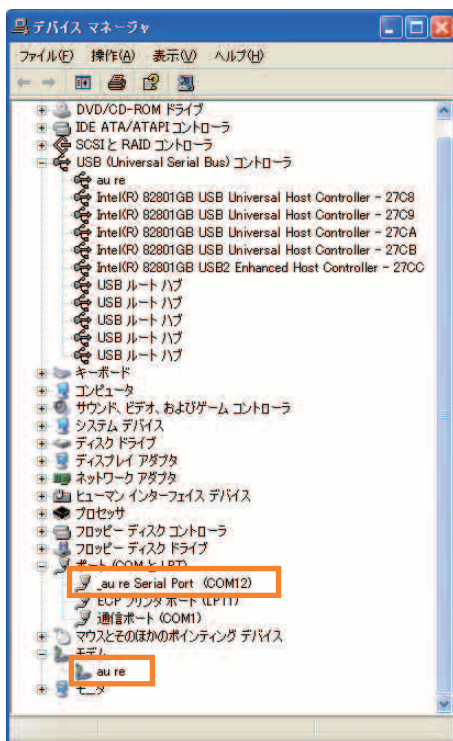 デバイス マネージャ
ファイル(F) 操作(A) 表示(V) ヘルプ(H)
DVD/CD-ROM ドライブ
IDE ATA/ATAPI コントローラ
SCSI と RAID コントローラ
USB (Universal Serial Bus) コントローラ
au re
Intel(R) 82801GB USB Universal Host Controller - 27C8
Intel(R) 82801GB USB Universal Host Controller - 27C9
Intel(R) 82801GB USB Universal Host Controller - 27CA
Intel(R) 82801GB USB Universal Host Controller - 27CB
Intel(R) 82801GB USB2 Enhanced Host Controller - 27CC
USB ルート ハブ
USB ルート ハブ
USB ルート ハブ
USB ルート ハブ
USB ルート ハブ
キーボード
コンピュータ
サウンド、ビデオ、およびゲーム コントローラ
システム デバイス
ディスク ドライブ
ディスプレイ アダプタ
ネットワーク アダプタ
ヒューマン インターフェイス デバイス
プロセッサ
フロッピー ディスク コントローラ
フロッピー ディスク ドライブ
ポート (COM と LPT)
_au re Serial Port (COM12)
ECP プリンタ ポート (LPT1)
通信ポート (COM1)
マウスとそのほかのポインティング デバイス
モデム
au re
モニタ